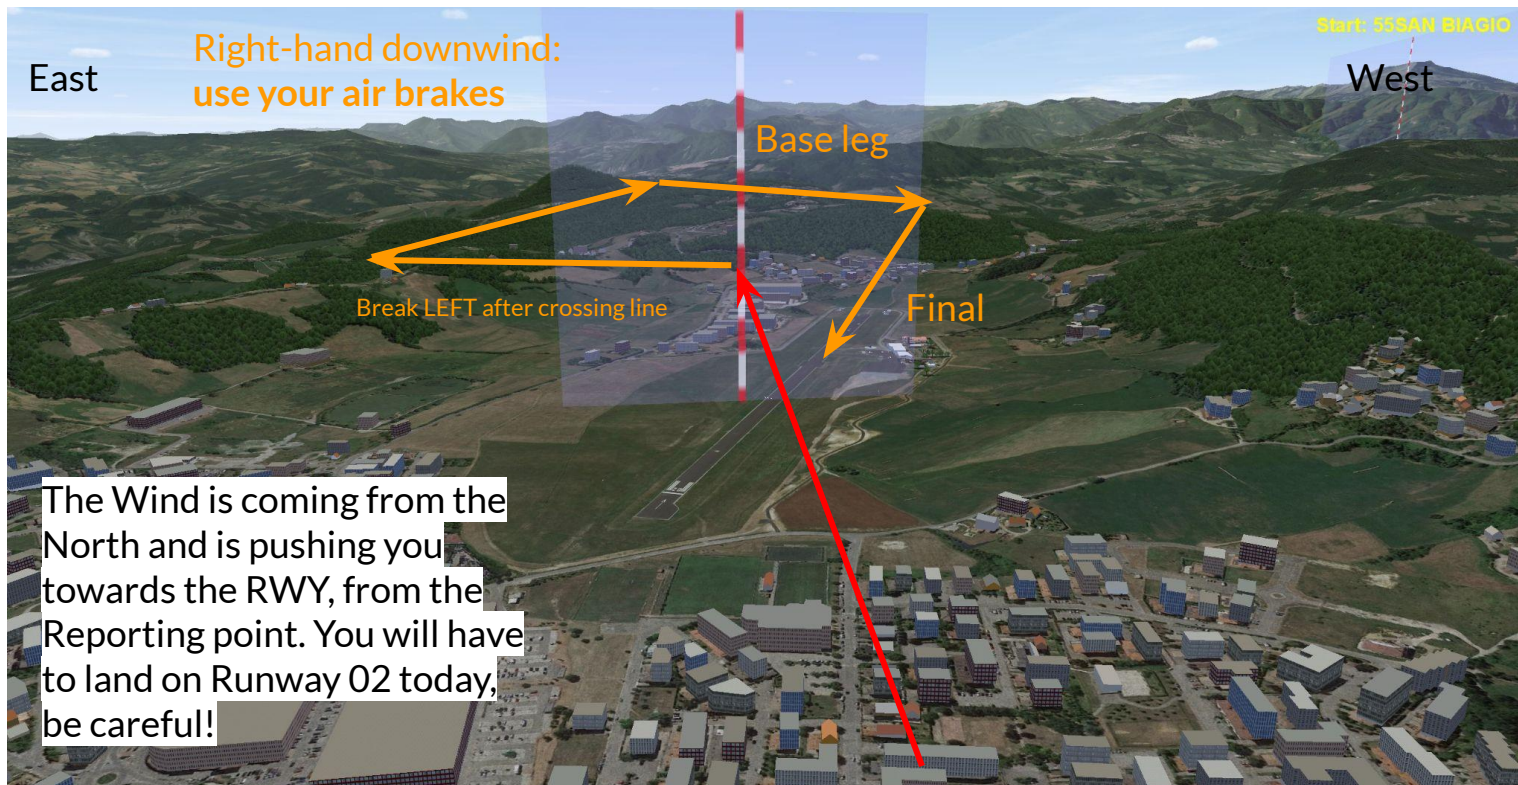 Start: 55SAN BIAGIO
East
Right-hand downwind:
use your air brakes
West
Base leg
Break LEFT after crossing line
Final
The Wind is coming from the
North and is pushing you
towards the RWY, from the
Reporting point. You will have
to land on Runway 02 today,
be careful!